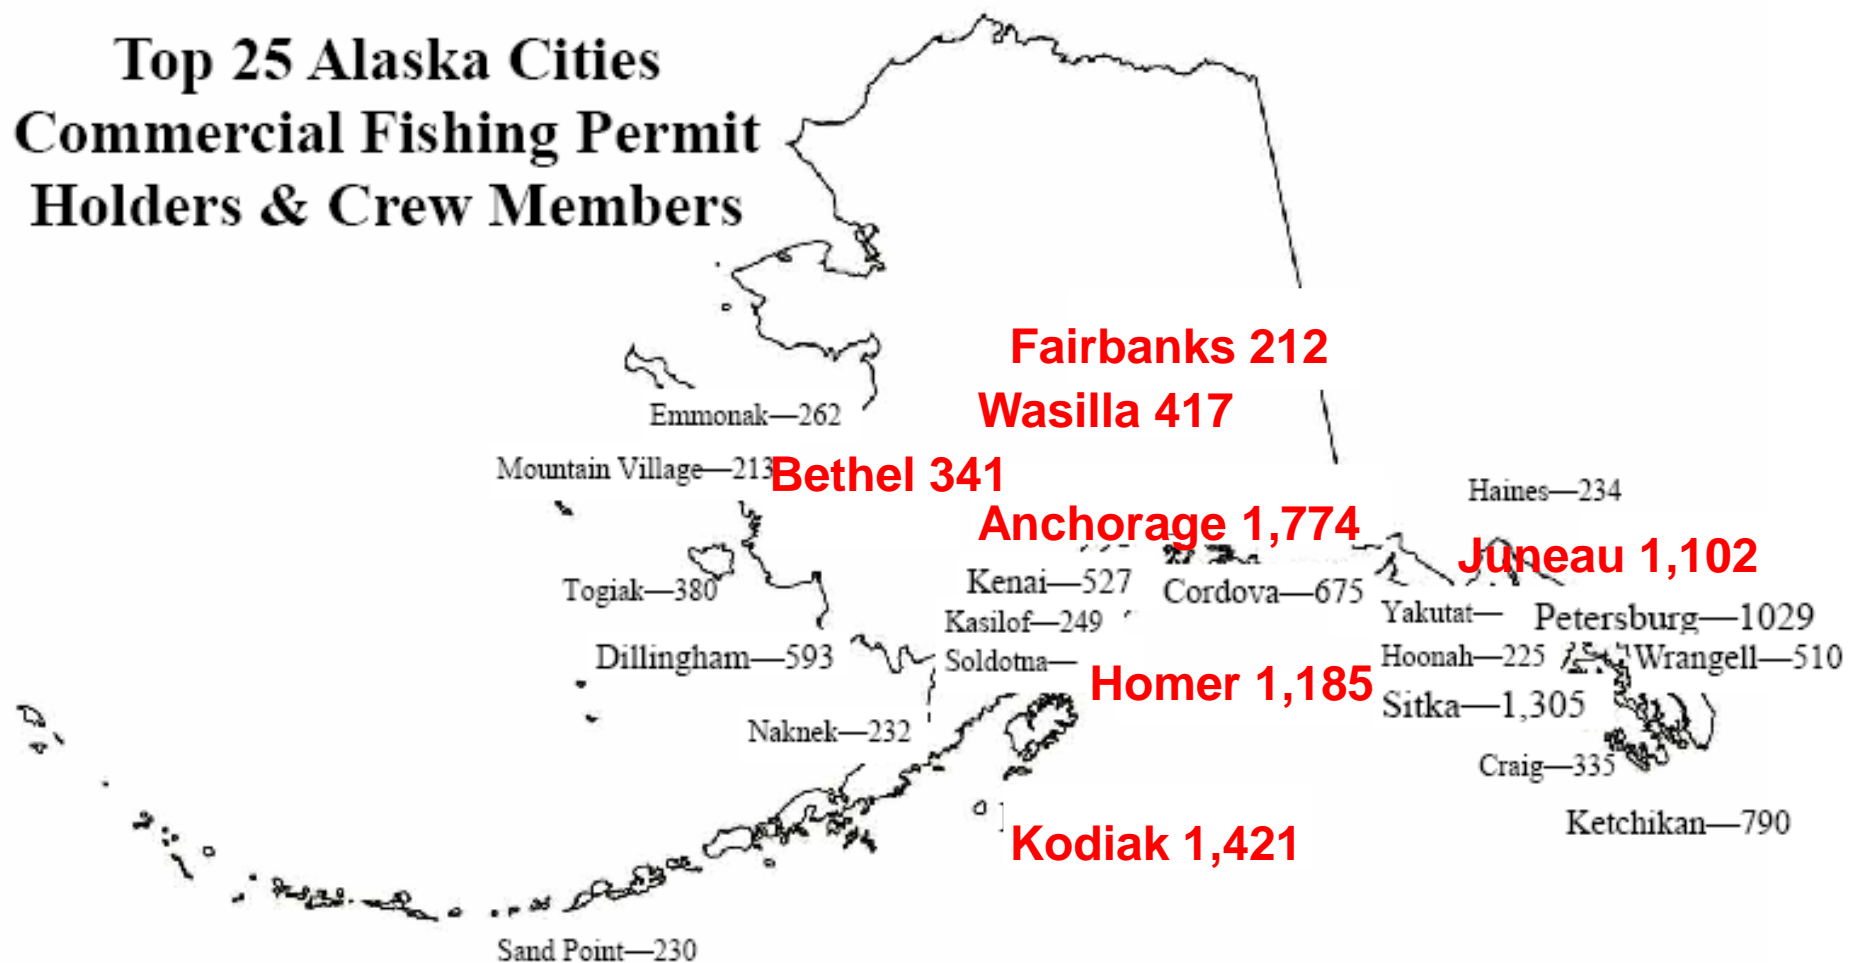 Top 25 Alaska Cities
Commercial Fishing Permit
Holders & Crew Members
Fairbanks 212
Emmonak—262
Wasilla 417
Mountain Village—213
Bethel 341
Haines—234
Anchorage 1,774
Juneau 1,102
Togiak—380
Kenai—527
Cordova—675
Kasilof—249
Yakutat—
Petersburg—1029
Dillingham—593
Soldotna—
Hoonah—225
Wrangell—510
Homer 1,185
Sitka—1,305
Naknek—232
Craig—335
Kodiak 1,421
Ketchikan—790
Sand Point—230